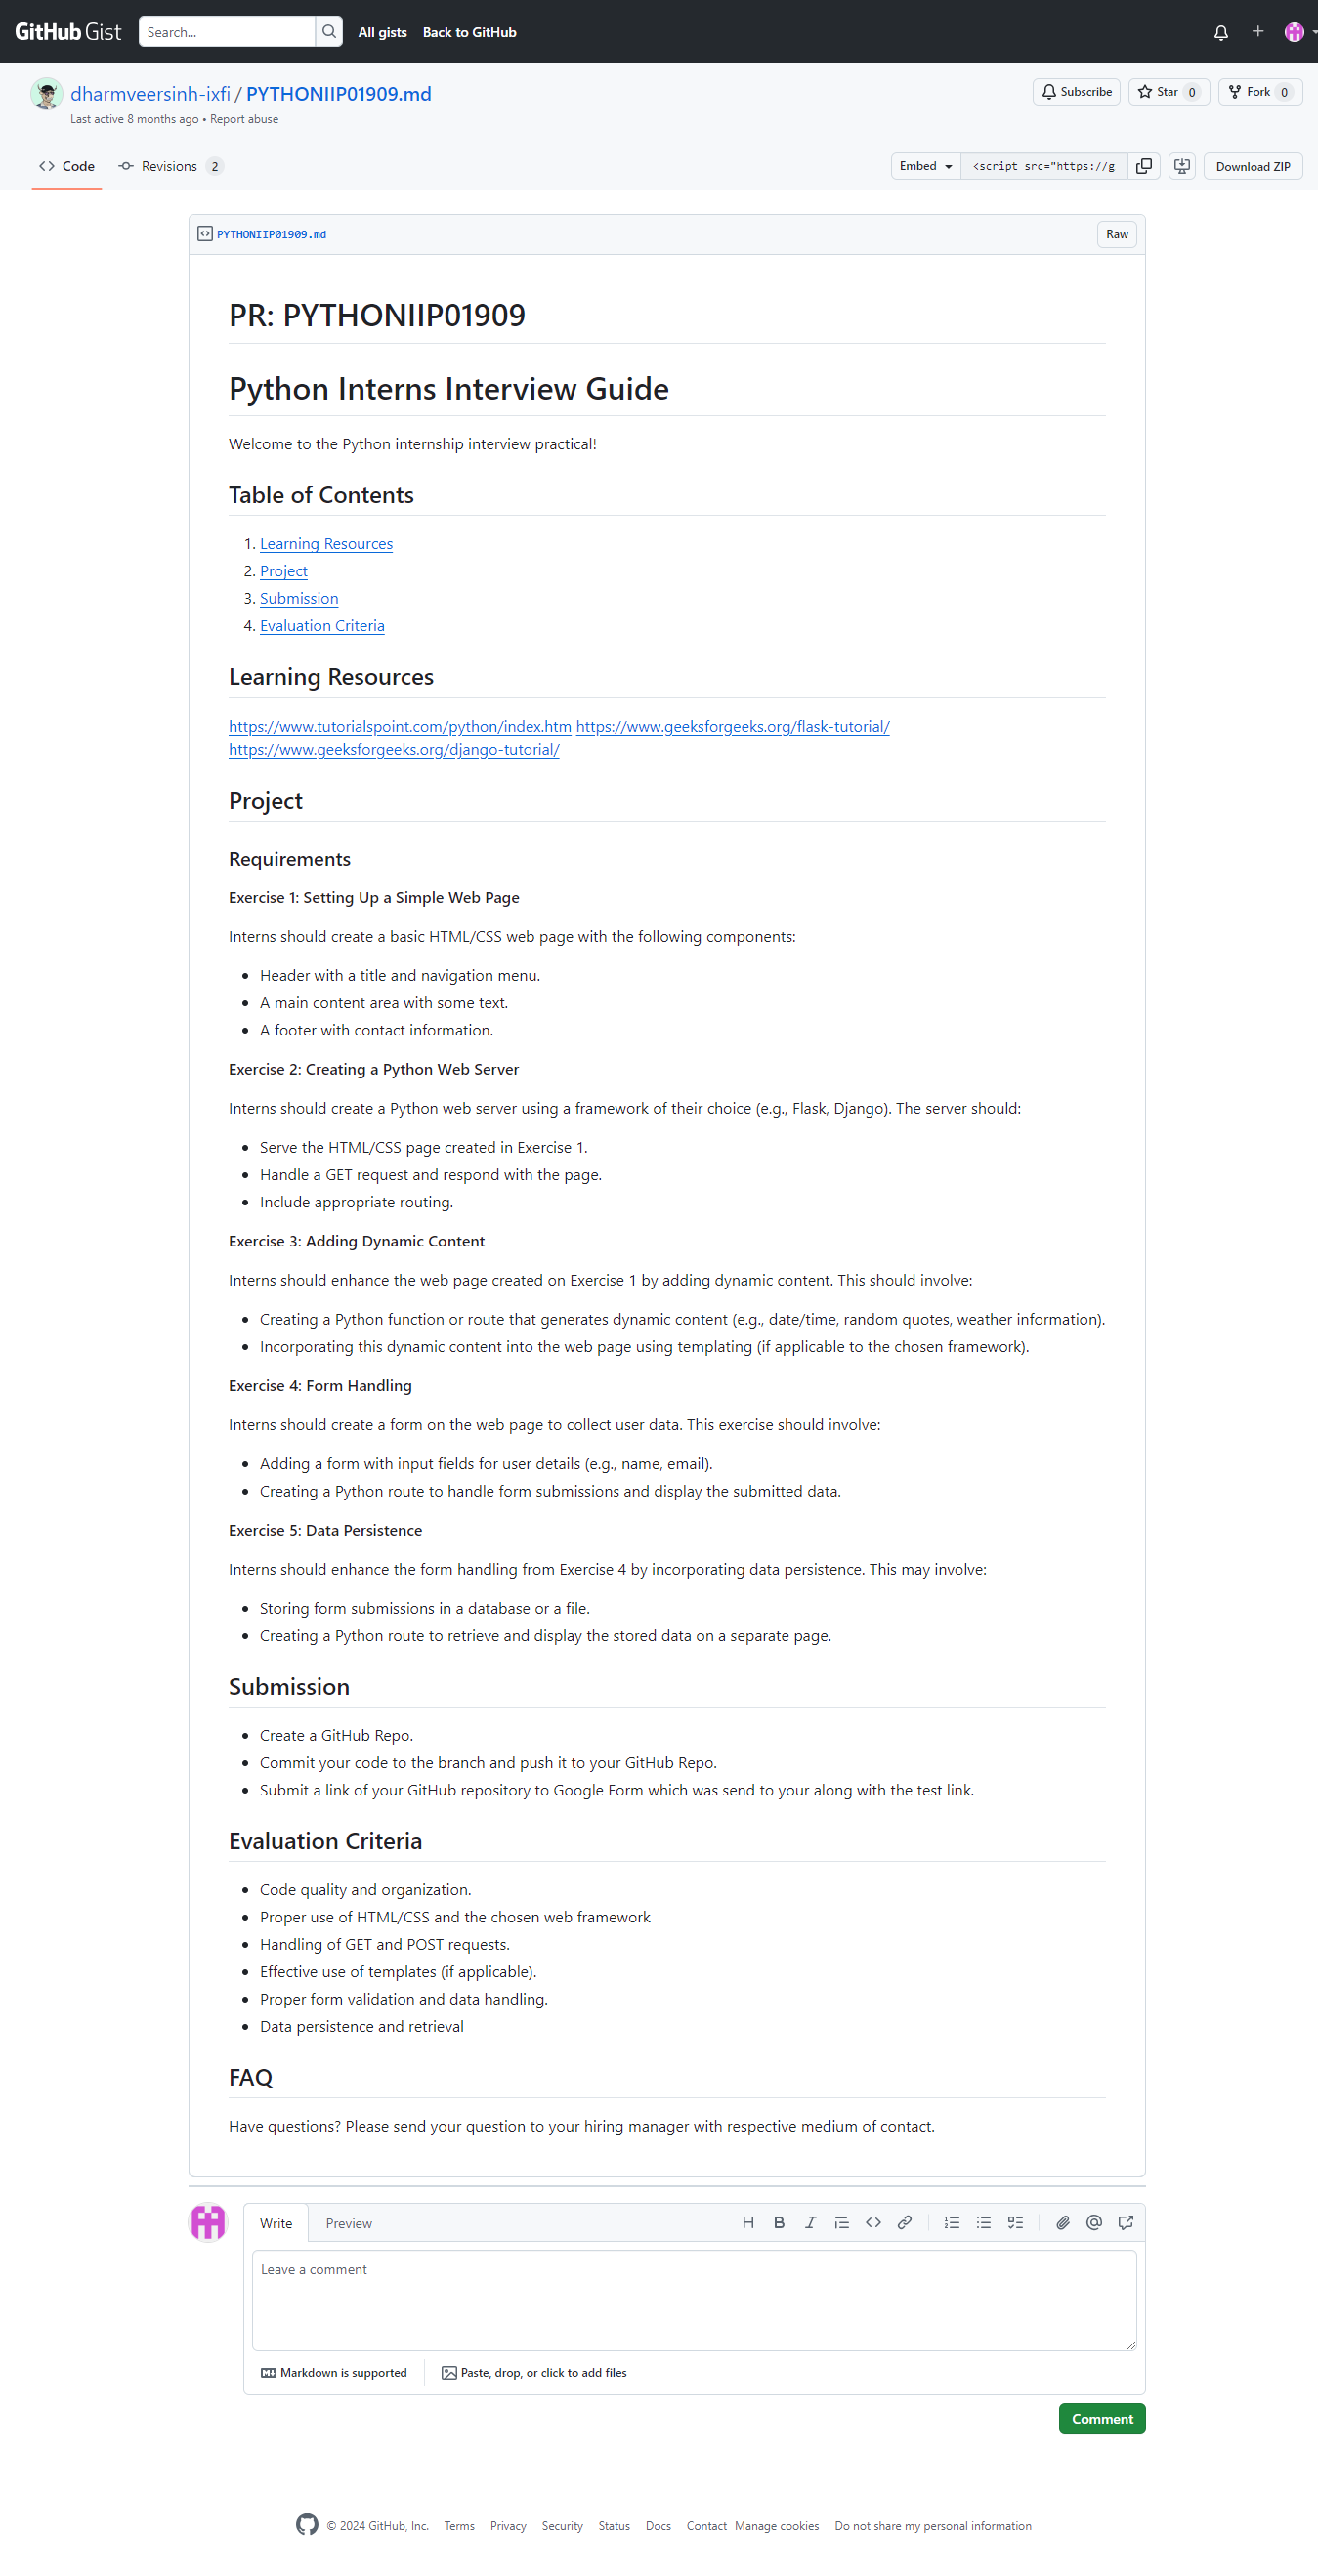 GitHub Gist Search... All gists Back to GitHub
dharmveersinh-ixfi / PYTHONIIP01909.md Subscribe Star 0 Fork 0
Last active 8 months ago • Report abuse
Code Revisions 2 Embed <script src="https://g Download ZIP
PYTHONIIP01909.md Raw
PR: PYTHONIIP01909
Python Interns Interview Guide
Welcome to the Python internship interview practical!
Table of Contents
1. Learning Resources
2. Project
3. Submission
4. Evaluation Criteria
Learning Resources
https://www.tutorialspoint.com/python/index.htm https://www.geeksforgeeks.org/flask-tutorial/
https://www.geeksforgeeks.org/django-tutorial/
Project
Requirements
Exercise 1: Setting Up a Simple Web Page
Interns should create a basic HTML/CSS web page with the following components:
• Header with a title and navigation menu.
• A main content area with some text.
• A footer with contact information.
Exercise 2: Creating a Python Web Server
Interns should create a Python web server using a framework of their choice (e.g., Flask, Django). The server should:
• Serve the HTML/CSS page created in Exercise 1.
• Handle a GET request and respond with the page.
• Include appropriate routing.
Exercise 3: Adding Dynamic Content
Interns should enhance the web page created on Exercise 1 by adding dynamic content. This should involve:
• Creating a Python function or route that generates dynamic content (e.g., date/time, random quotes, weather information).
• Incorporating this dynamic content into the web page using templating (if applicable to the chosen framework).
Exercise 4: Form Handling
Interns should create a form on the web page to collect user data. This exercise should involve:
• Adding a form with input fields for user details (e.g., name, email).
• Creating a Python route to handle form submissions and display the submitted data.
Exercise 5: Data Persistence
Interns should enhance the form handling from Exercise 4 by incorporating data persistence. This may involve:
• Storing form submissions in a database or a file.
• Creating a Python route to retrieve and display the stored data on a separate page.
Submission
• Create a GitHub Repo.
• Commit your code to the branch and push it to your GitHub Repo.
• Submit a link of your GitHub repository to Google Form which was send to your along with the test link.
Evaluation Criteria
• Code quality and organization.
• Proper use of HTML/CSS and the chosen web framework
• Handling of GET and POST requests.
• Effective use of templates (if applicable).
• Proper form validation and data handling.
• Data persistence and retrieval
FAQ
Have questions? Please send your question to your hiring manager with respective medium of contact.
Write Preview
Leave a comment
Markdown is supported Paste, drop, or click to add files
Comment
© 2024 GitHub, Inc. Terms Privacy Security Status Docs Contact Manage cookies Do not share my personal information